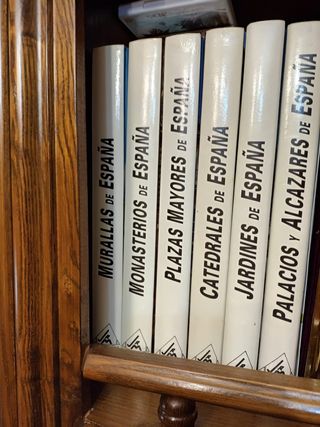 MURALLAS DE ESPAÑA
MONASTERIOS DE ESPAÑA
PLAZAS MAYORES DE ESPAÑA
CATEDRALES DE ESPAÑA
JARDINES DE ESPAÑA
PALACIOS Y ALCAZARES DE ESPAÑA